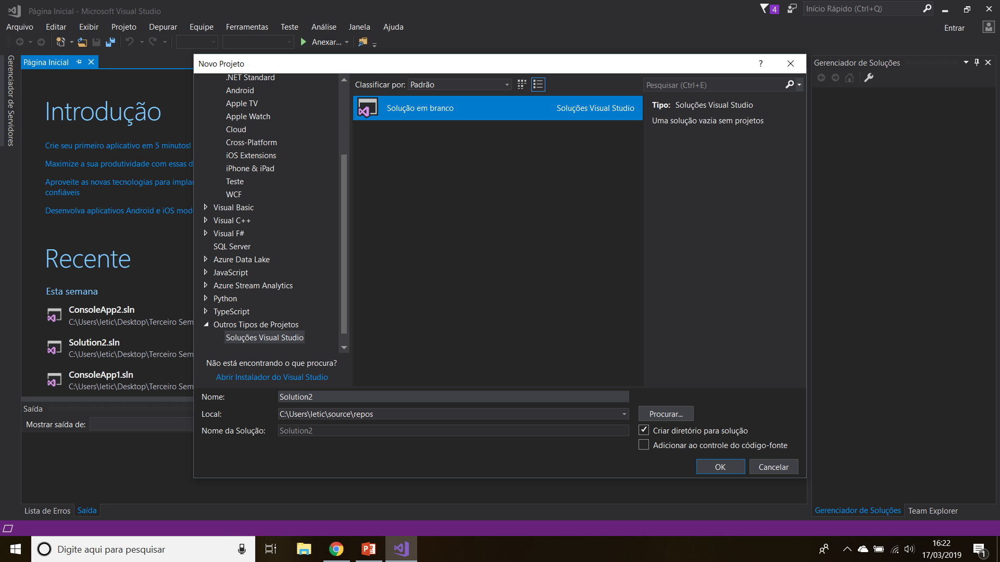 Página Inicial - Microsoft Visual Studio
4
Início Rápido (Ctrl+Q)
Arquivo Editar Exibir Projeto Depurar Equipe Ferramentas Teste Análise Janela Ajuda
Entrar
Anexar...
Gerenciador de Servidores
Página Inicial
Introdução
Crie seu primeiro aplicativo em 5 minutos!
Maximize a sua produtividade com essas d
Aproveite as novas tecnologias para implan
confiáveis
Desenvolva aplicativos Android e iOS mode
Recente
Esta semana
ConsoleApp2.sln
C:\Users\letic\Desktop\Terceiro Sem
Solution2.sln
C:\Users\letic\Desktop\Terceiro Sem
ConsoleApp1.sln
C:\Users\letic\Desktop\Terceiro Sem
Saída
Mostrar saída de:
Lista de Erros
Saída
Novo Projeto
?
.NET Standard
Android
Apple TV
Apple Watch
Cloud
Cross-Platform
iOS Extensions
iPhone & iPad
Teste
WCF
Visual Basic
Visual C++
Visual F#
SQL Server
Azure Data Lake
JavaScript
Azure Stream Analytics
Python
TypeScript
Outros Tipos de Projetos
Soluções Visual Studio
Não está encontrando o que procura?
Abrir Instalador do Visual Studio
Classificar por: Padrão
Solução em branco Soluções Visual Studio
Pesquisar (Ctrl+E)
Tipo: Soluções Visual Studio
Uma solução vazia sem projetos
Nome: Solution2
Local: C:\Users\letic\source\repos
Procurar...
Nome da Solução: Solution2
Criar diretório para solução
Adicionar ao controle do código-fonte
OK
Cancelar
Gerenciador de Soluções
Gerenciador de Soluções
Team Explorer
Digite aqui para pesquisar
16:22
17/03/2019
1